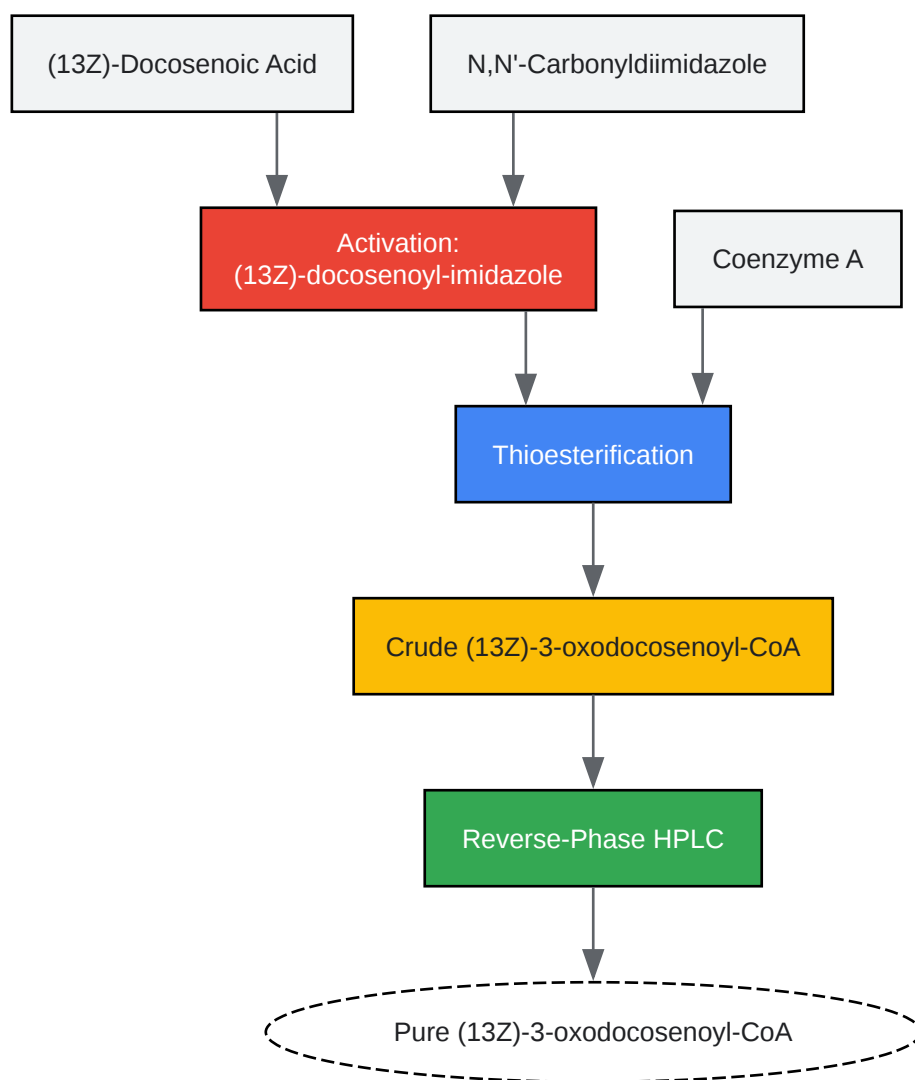 (13Z)-Docosenoic Acid
N,N'-Carbonyldiimidazole
Activation:
(13Z)-docosenoyl-imidazole
Coenzyme A
Thioesterification
Crude (13Z)-3-oxodocosenoyl-CoA
Reverse-Phase HPLC
Pure (13Z)-3-oxodocosenoyl-CoA